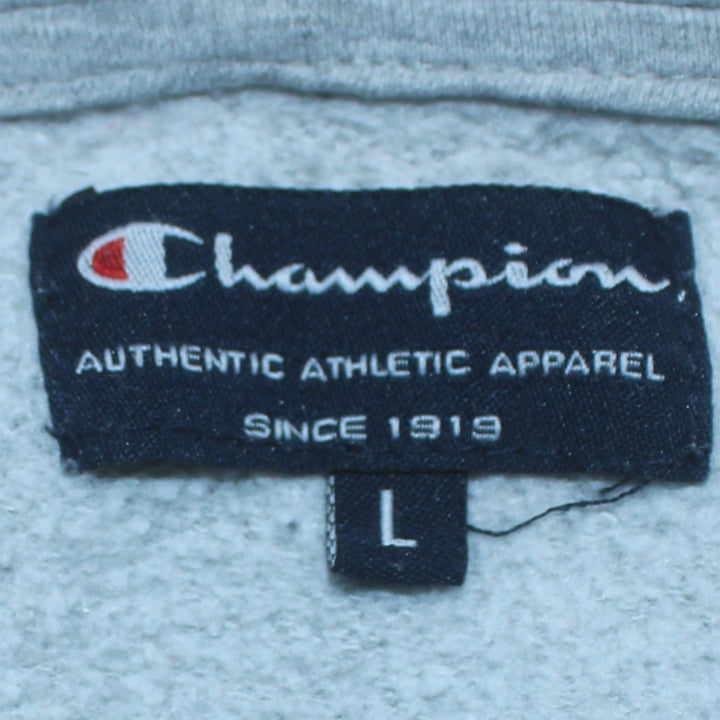 Champion
AUTHENTIC ATHLETIC APPAREL
SINCE 1919
L